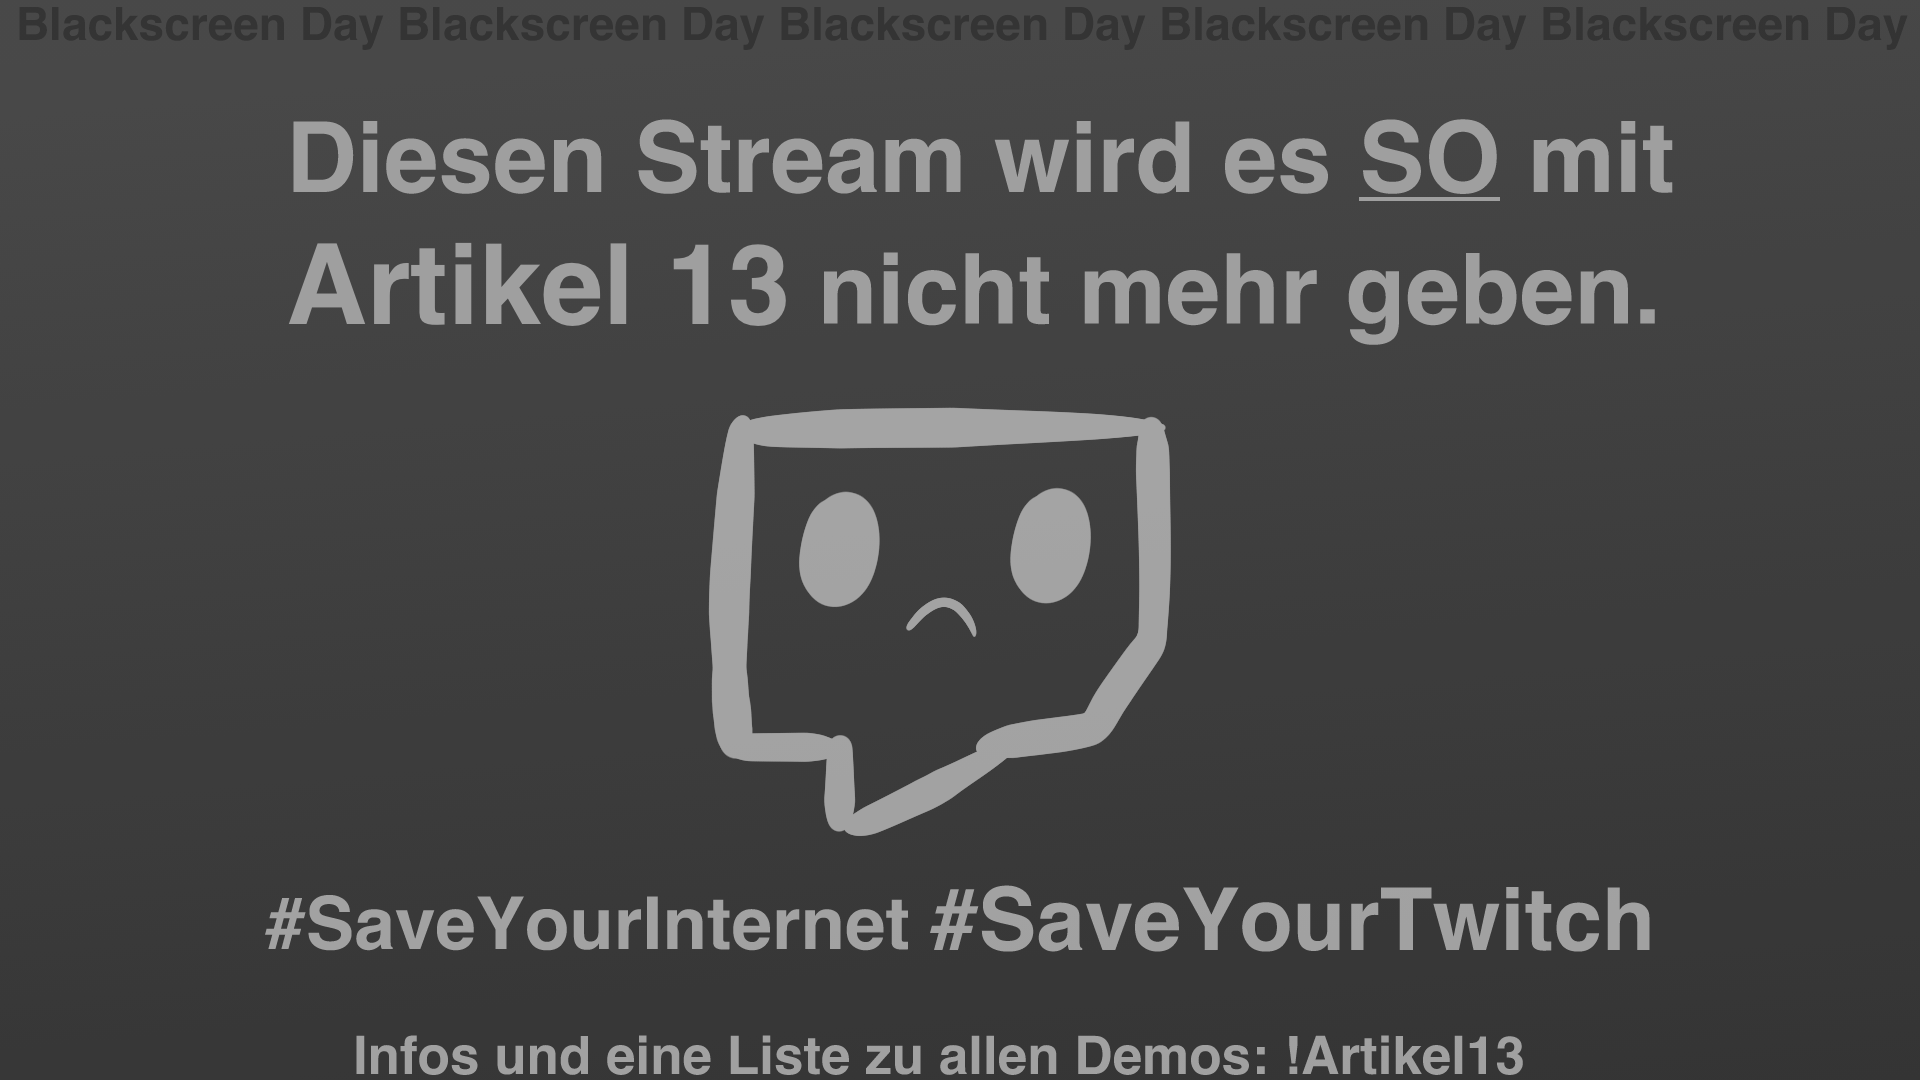 Blackscreen Day Blackscreen Day Blackscreen Day Blackscreen Day Blackscreen Day
Diesen Stream wird es SO mit
Artikel 13 nicht mehr geben.
#SaveYourInternet #SaveYourTwitch
Infos und eine Liste zu allen Demos: !Artikel13